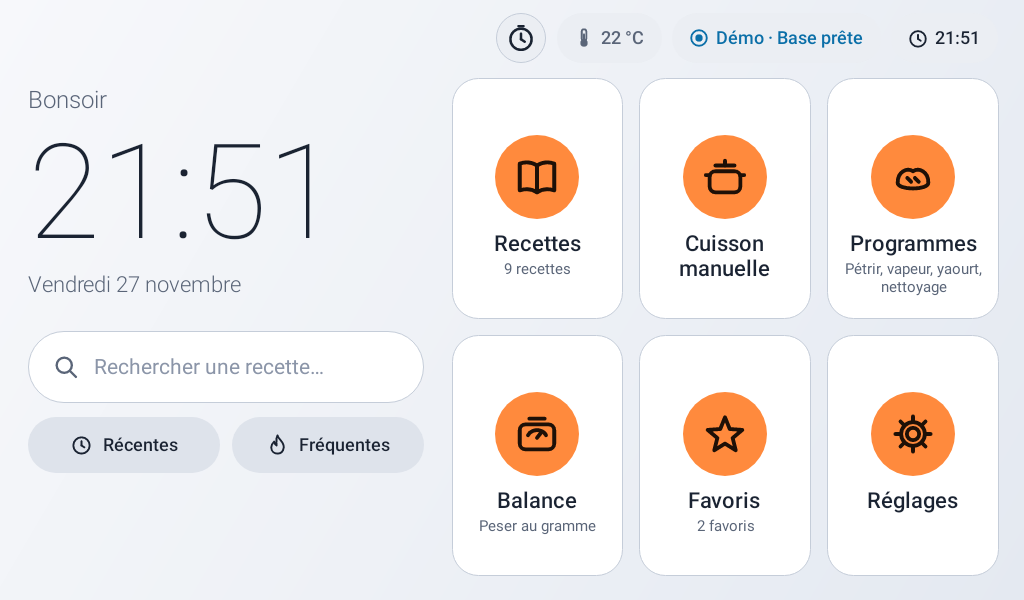 22 °C
Démo · Base prête
21:51
Bonsoir
21:51
Vendredi 27 novembre
Rechercher une recette...
Récentes
Fréquentes
Recettes
9 recettes
Cuisson
manuelle
Programmes
Pétrir, vapeur, yaourt,
nettoyage
Balance
Peser au gramme
Favoris
2 favoris
Réglages